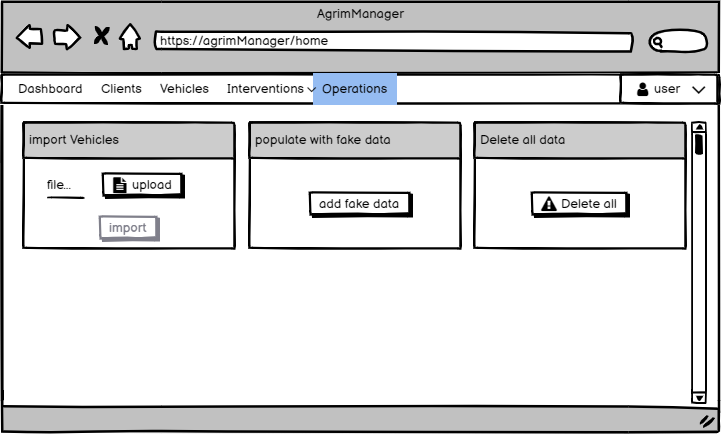 AgrimManager
https://agrimManager/home
Dashboard Clients Vehicles Interventions Operations user
import Vehicles populate with fake data Delete all data
file... upload
add fake data Delete all
import